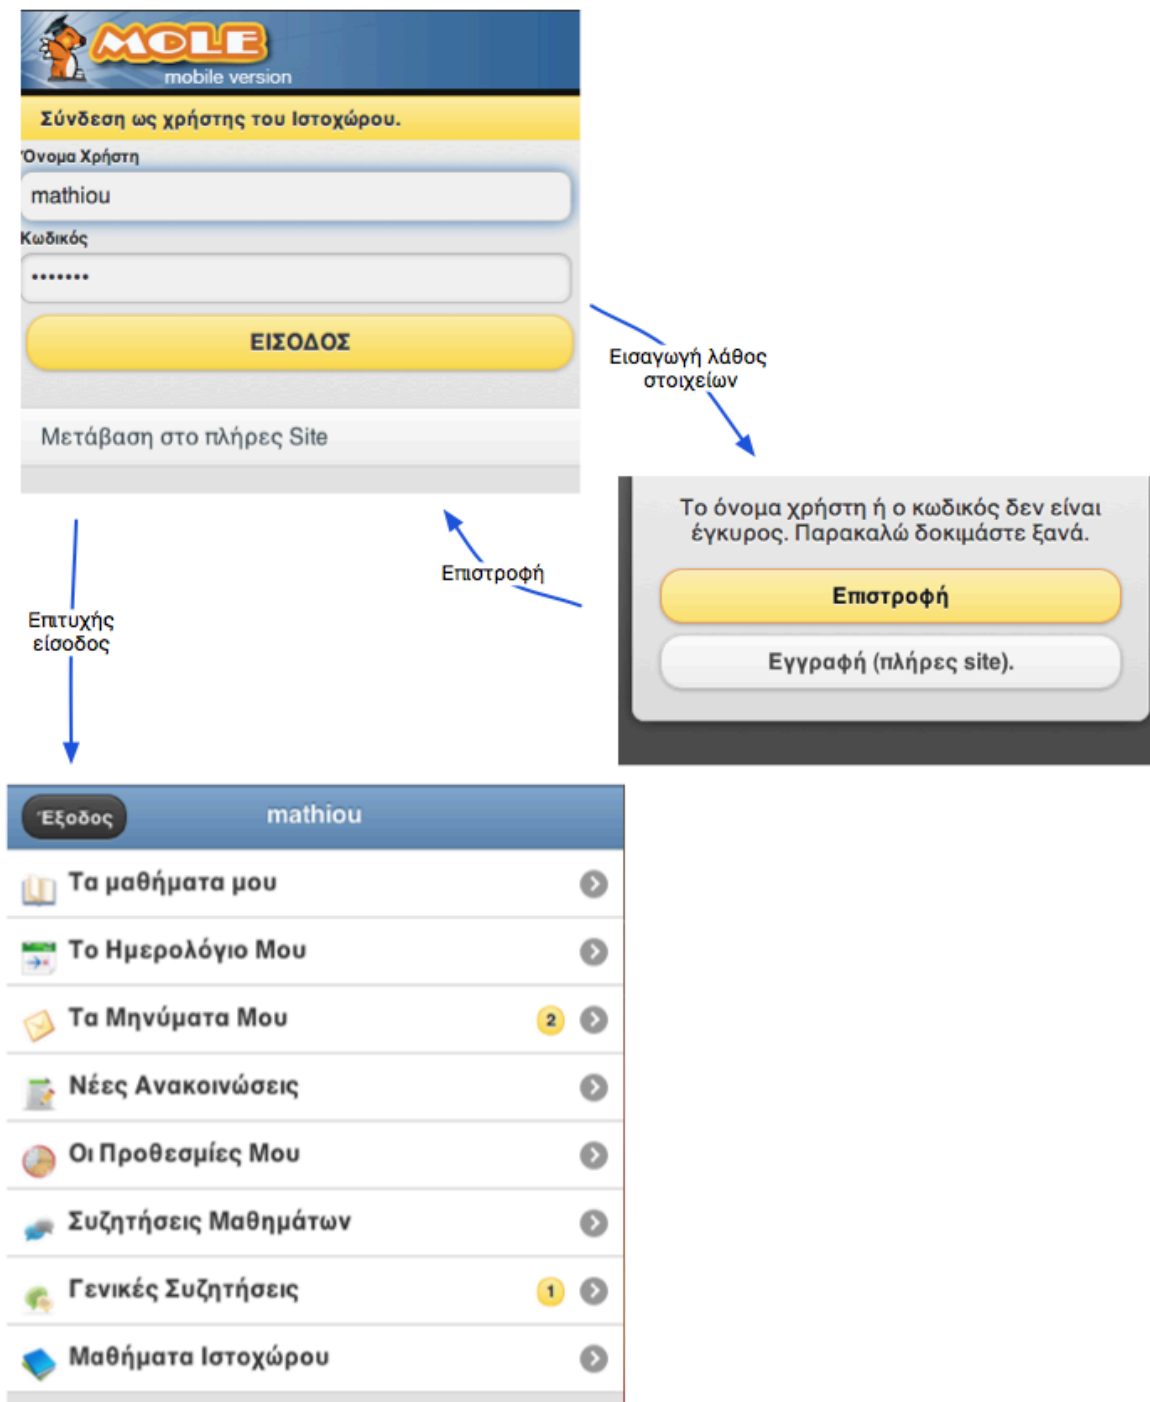 MOLE
mobile version
Σύνδεση ως χρήστης του Ιστοχώρου.
Όνομα Χρήστη
mathiou
Κωδικός
•••••••
ΕΙΣΟΔΟΣ
Μετάβαση στο πλήρες Site
Εισαγωγή λάθος
στοιχείων
Το όνομα χρήστη ή ο κωδικός δεν είναι
έγκυρος. Παρακαλώ δοκιμάστε ξανά.
Επιστροφή
Εγγραφή (πλήρες site).
Επιστροφή
Επιτυχής
είσοδος
Έξοδος mathiou
Τα μαθήματα μου
Το Ημερολόγιο Μου
Τα Μηνύματα Μου 2
Νέες Ανακοινώσεις
Οι Προθεσμίες Μου
Συζητήσεις Μαθημάτων
Γενικές Συζητήσεις 1
Μαθήματα Ιστοχώρου